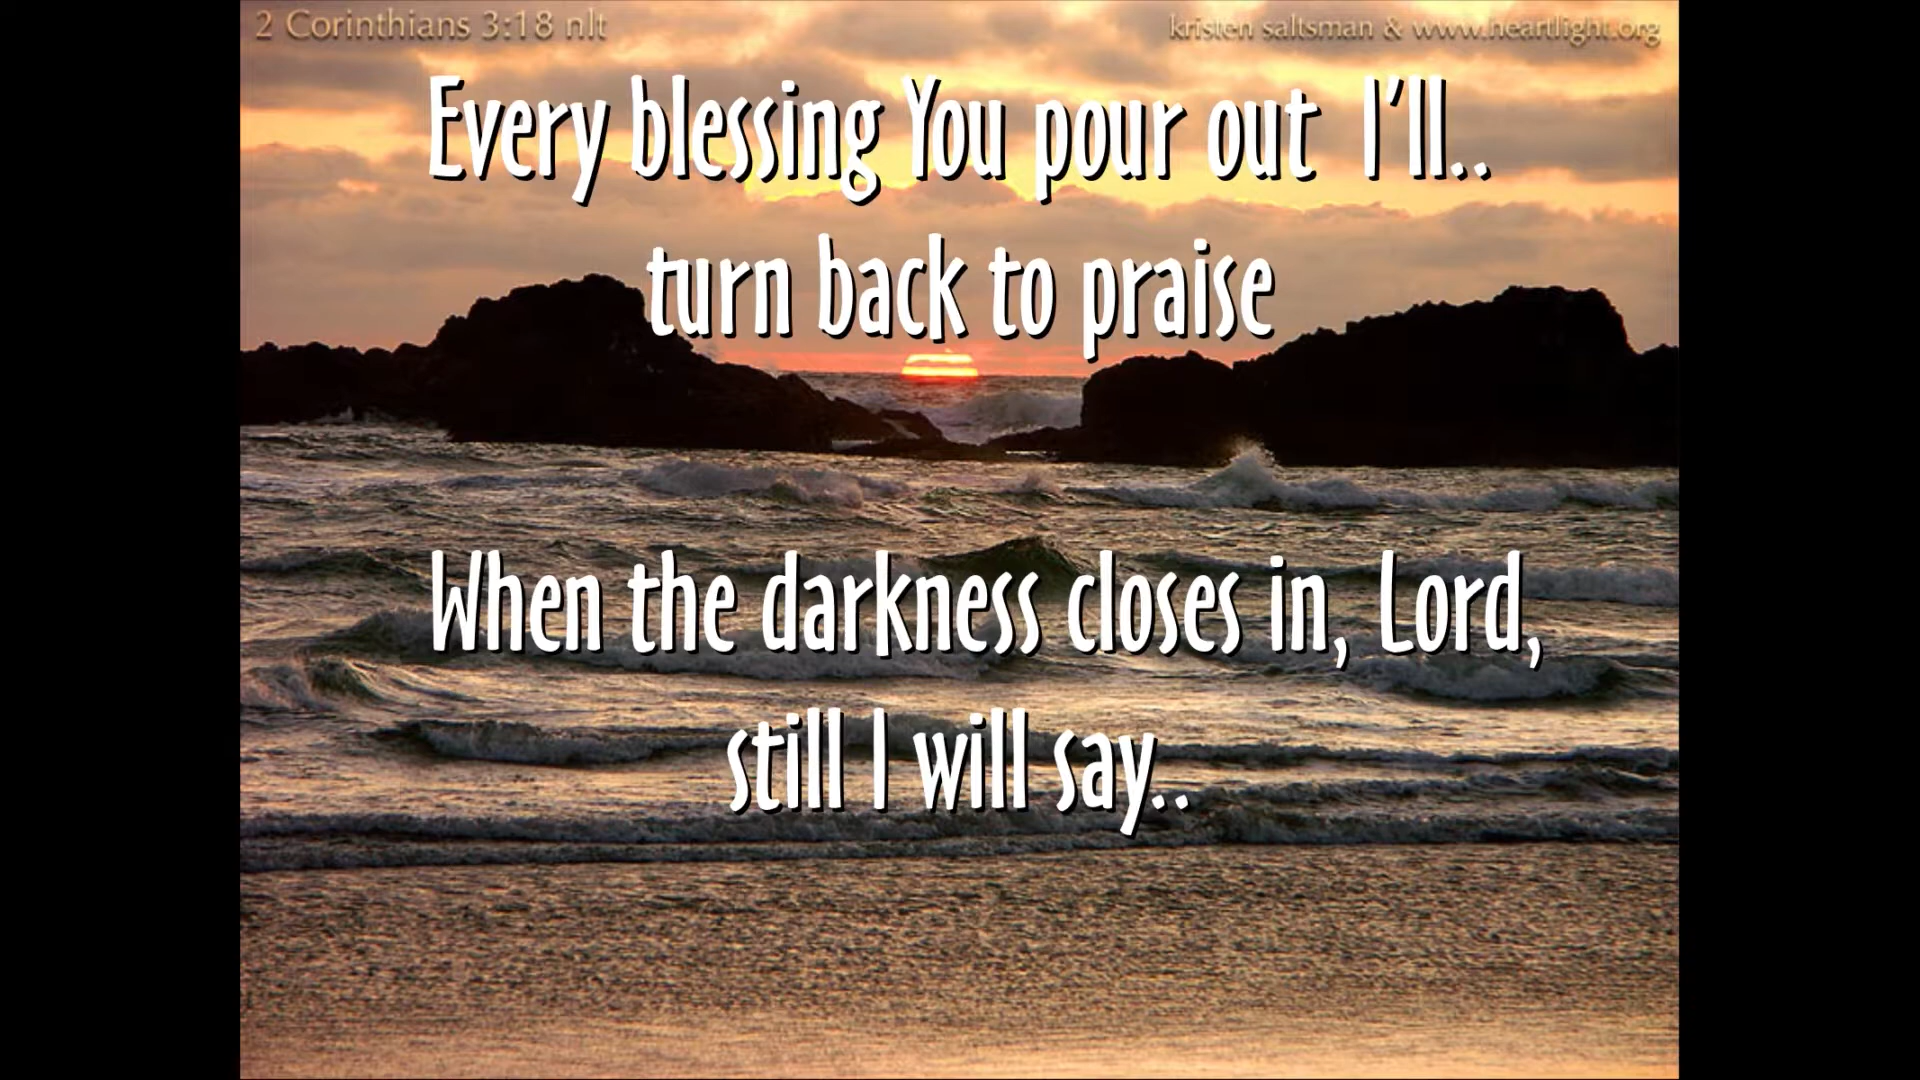 2 Corinthians 3:18 nlt
kristen saltsman & www.heartlight.org
Every blessing You pour out I'll..
turn back to praise
When the darkness closes in, Lord,
still I will say..